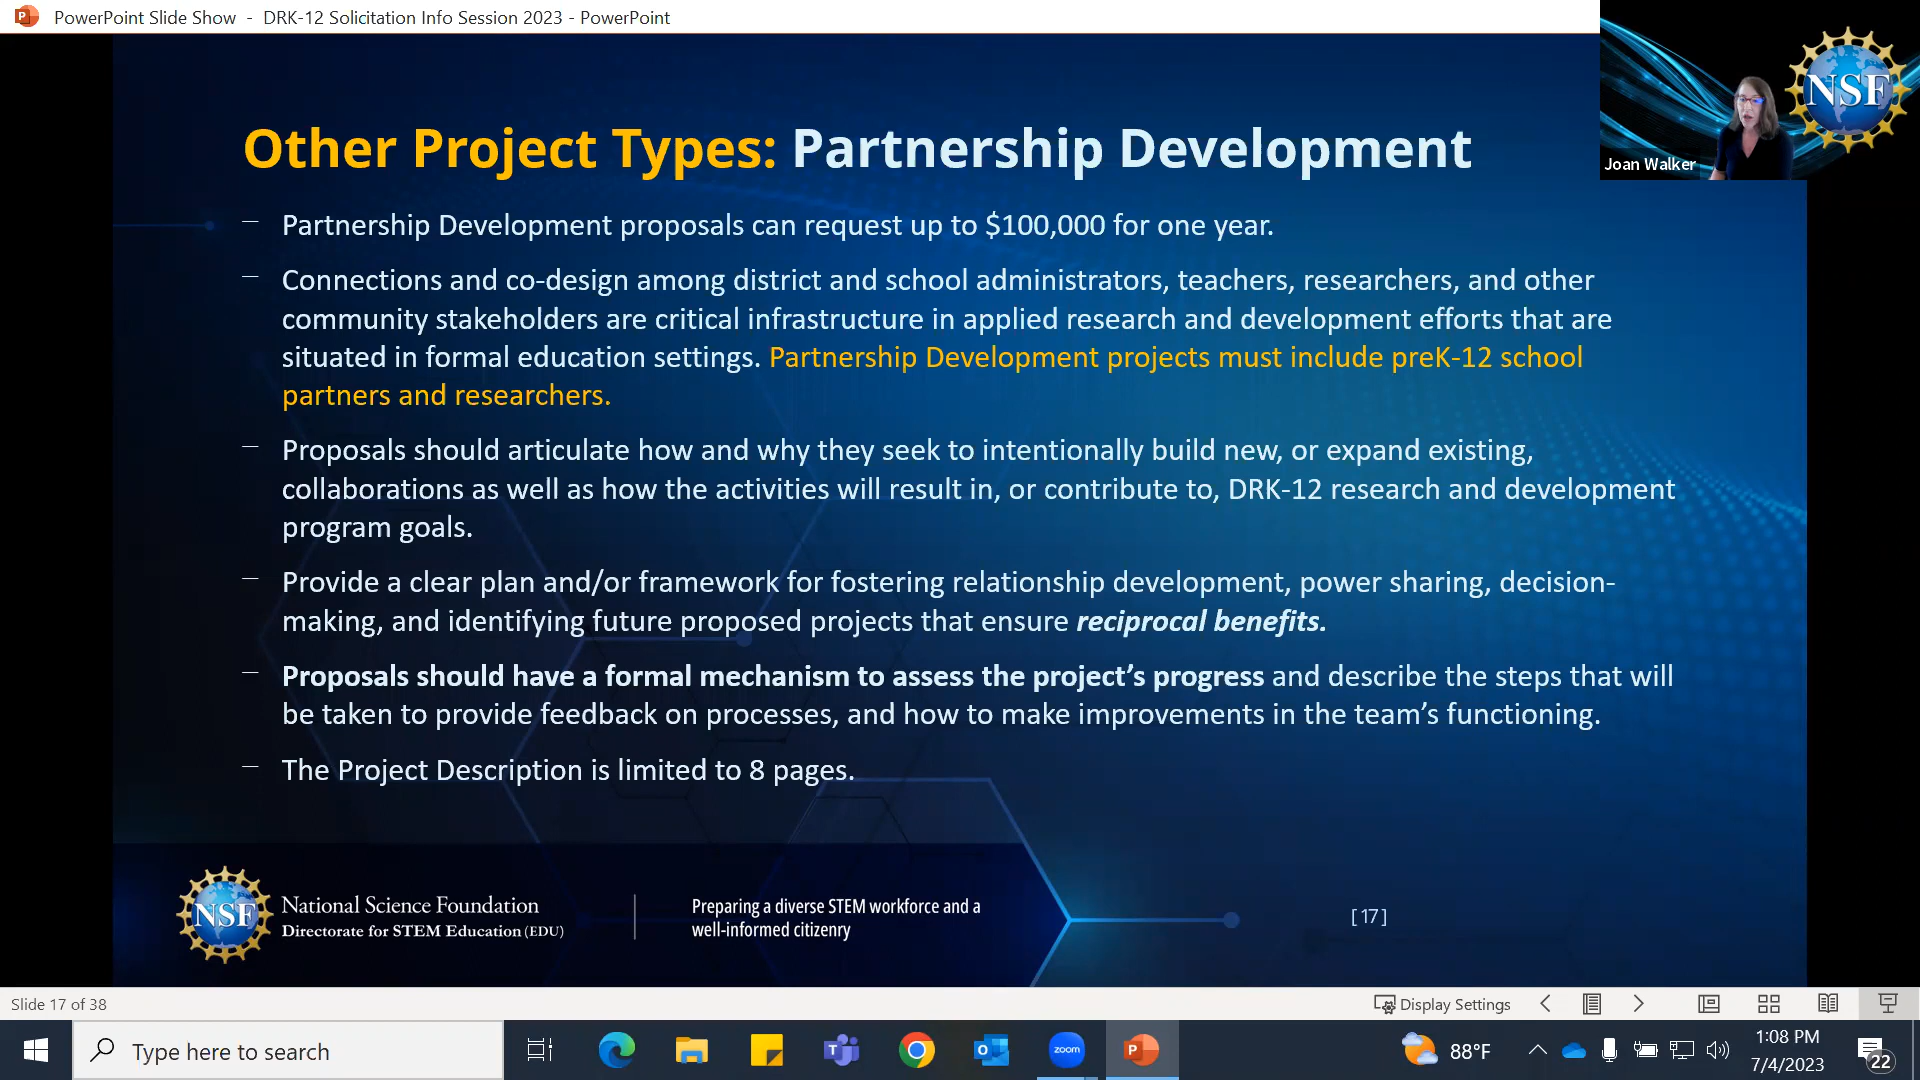 PowerPoint Slide Show - DRK-12 Solicitation Info Session 2023 - PowerPoint
NSF
Joan Walker
Other Project Types: Partnership Development
– Partnership Development proposals can request up to $100,000 for one year.
– Connections and co-design among district and school administrators, teachers, researchers, and other
community stakeholders are critical infrastructure in applied research and development efforts that are
situated in formal education settings. Partnership Development projects must include preK-12 school
partners and researchers.
– Proposals should articulate how and why they seek to intentionally build new, or expand existing,
collaborations as well as how the activities will result in, or contribute to, DRK-12 research and development
program goals.
– Provide a clear plan and/or framework for fostering relationship development, power sharing, decision-
making, and identifying future proposed projects that ensure reciprocal benefits.
– Proposals should have a formal mechanism to assess the project’s progress and describe the steps that will
be taken to provide feedback on processes, and how to make improvements in the team’s functioning.
– The Project Description is limited to 8 pages.
NSF
National Science Foundation
Directorate for STEM Education (EDU)
Preparing a diverse STEM workforce and a
well-informed citizenry
[17]
Slide 17 of 38
Display Settings
Type here to search
zoom
88°F
1:08 PM
7/4/2023
22